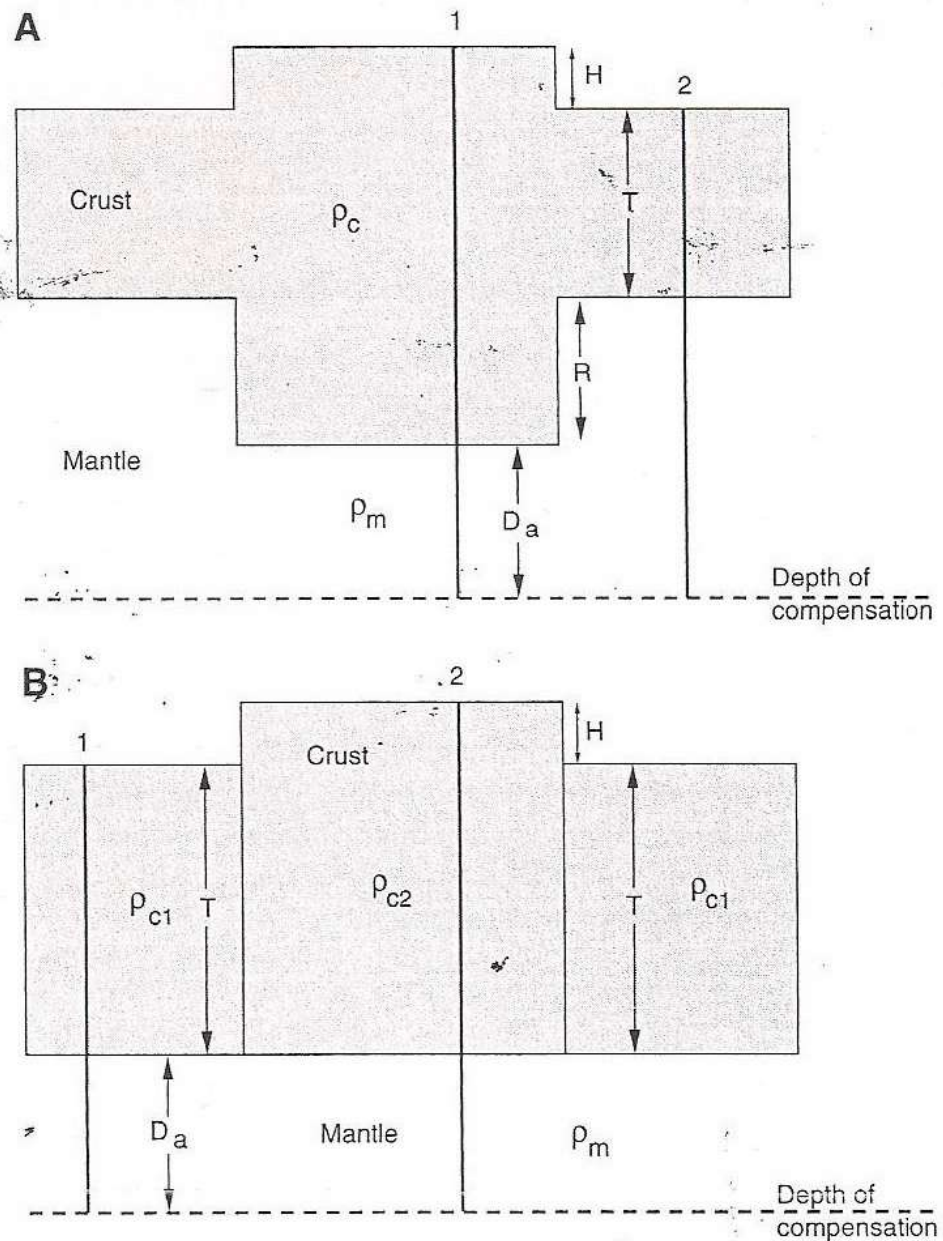 A
1
H
2
Crust
ρc
T
R
Mantle
ρm
Da
Depth of
compensation
B
2
1
H
Crust
ρc1
T
ρc2
T
ρc1
Da
Mantle
ρm
Depth of
compensation